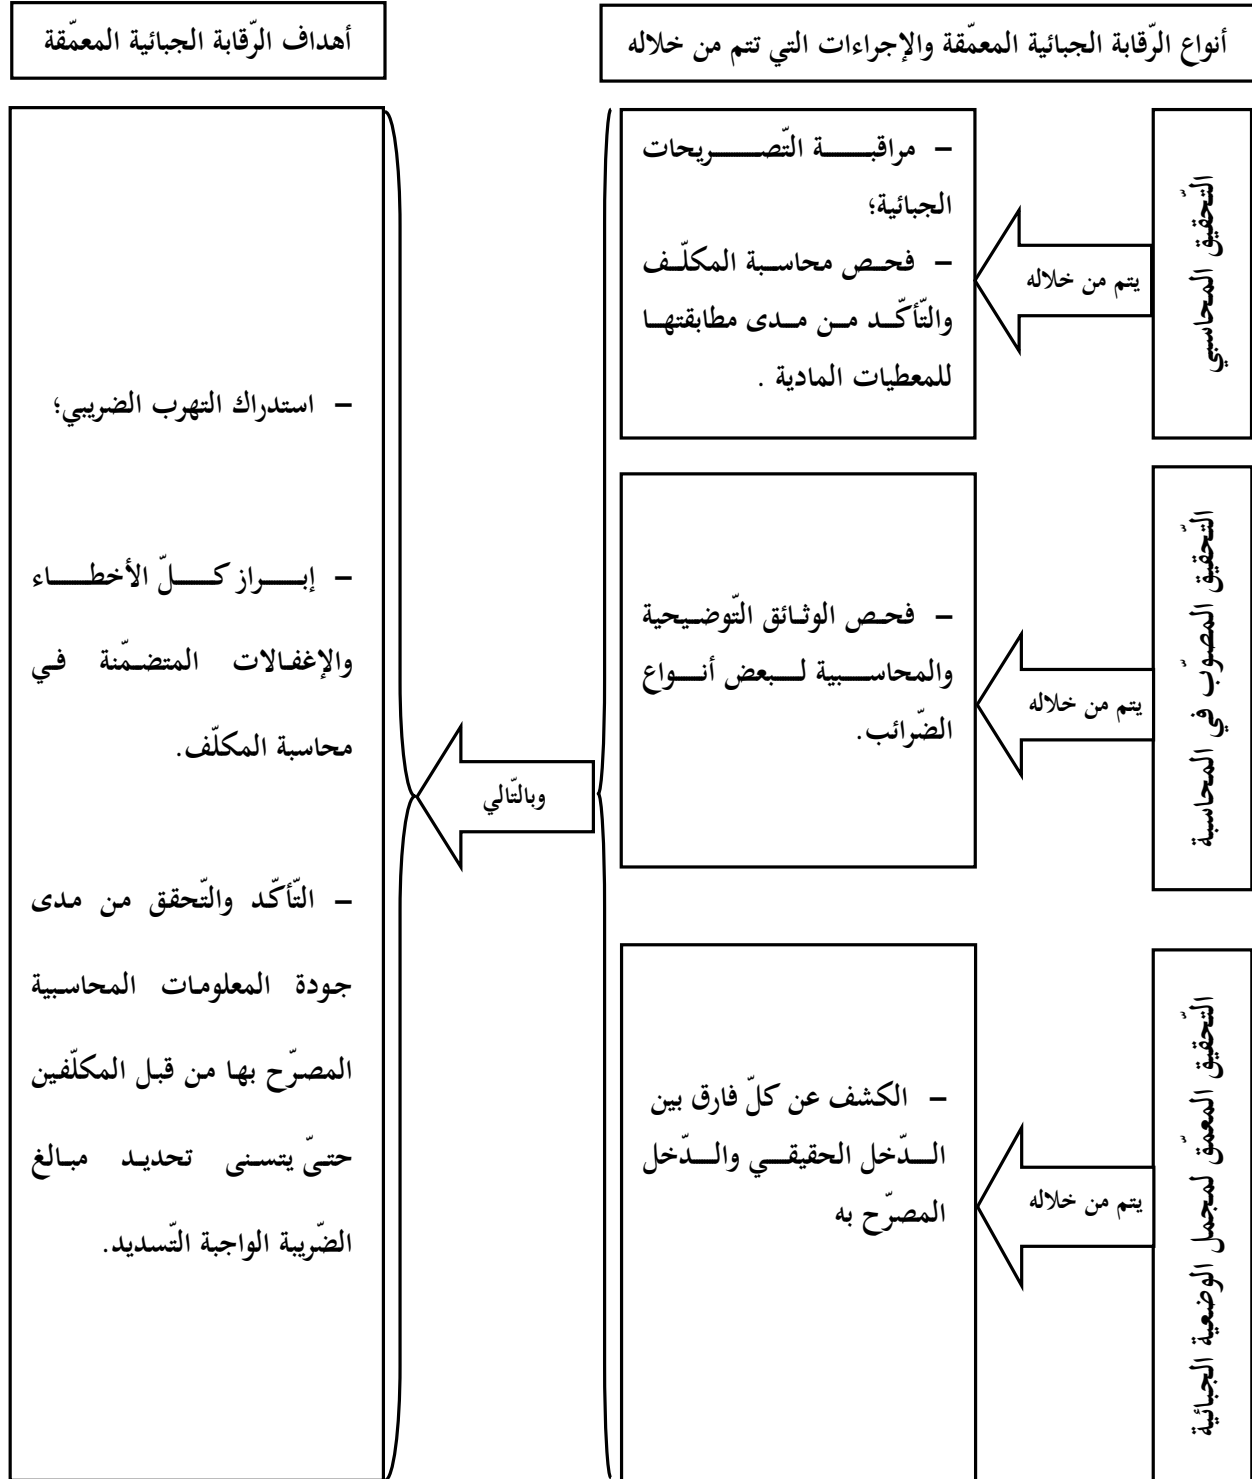 أنواع الرّقابة الجبائية المعمّقة والإجراءات التي تتم من خلاله
أهداف الرّقابة الجبائية المعمّقة
التّحقيق المحاسبي
يتم من خلاله
– مراقبة التّصريحات
الجبائية؛
– فحص محاسبة المكلّف
والتّأكّد من مدى مطابقتها
للمعطيات المادية .
التّحقيق المصوّب في المحاسبة
يتم من خلاله
– فحص الوثائق التّوضيحية
والمحاسبية لبعض أنواع
الضّرائب.
التّحقيق المعمّق لمجمل الوضعية الجبائية
يتم من خلاله
– الكشف عن كلّ فارق بين
الدّخل الحقيقي والدّخل
المصرّح به
وبالتّالي
– استدراك التهرب الضريبي؛
– إبراز كلّ الأخطاء
والإغفالات المتضمّنة في
محاسبة المكلّف.
– التّأكّد والتّحقق من مدى
جودة المعلومات المحاسبية
المصرّح بها من قبل المكلّفين
حتىّ يتسنى تحديد مبالغ
الضّريبة الواجبة التّسديد.